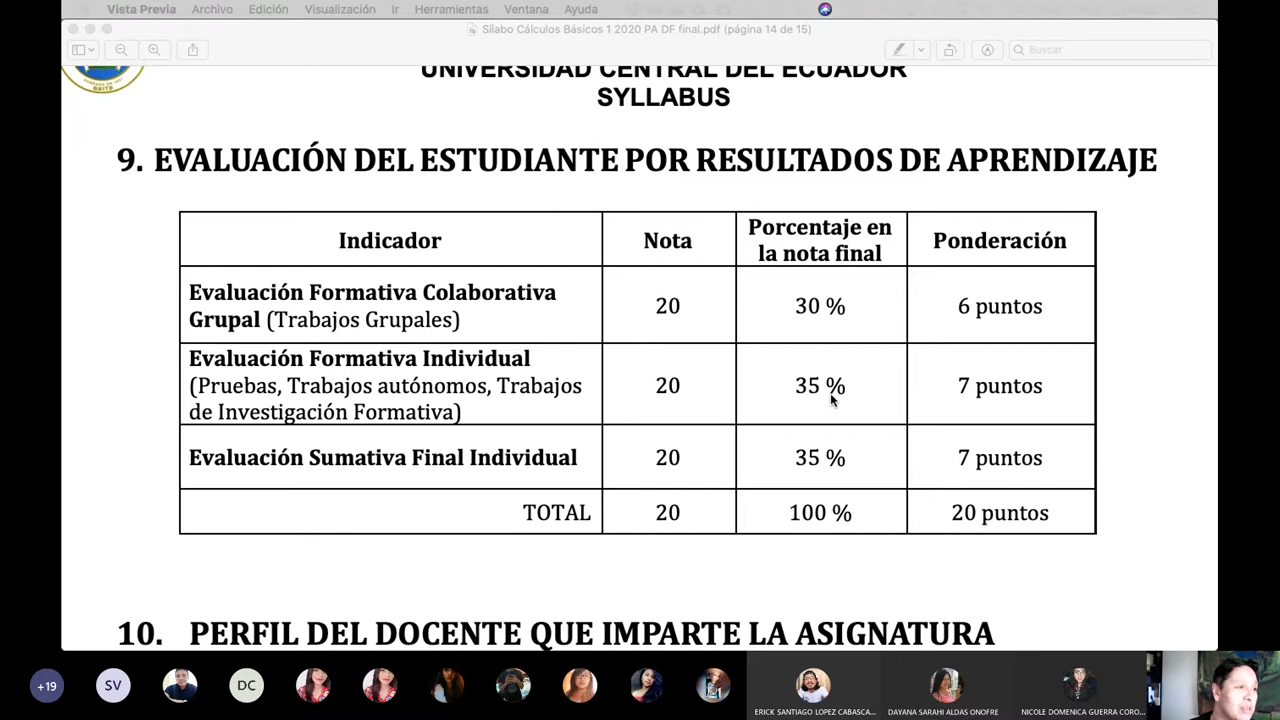 Vista Previa Archivo Edición Visualización Ir Herramientas Ventana Ayuda
Sílabo Cálculos Básicos 1 2020 PA DF final.pdf (página 14 de 15)
Buscar
QUITO
UNIVERSIDAD CENTRAL DEL ECUADOR
SYLLABUS
9. EVALUACIÓN DEL ESTUDIANTE POR RESULTADOS DE APRENDIZAJE
Indicador Nota Porcentaje en la nota final Ponderación
Evaluación Formativa Colaborativa
Grupal (Trabajos Grupales) 20 30 % 6 puntos
Evaluación Formativa Individual
(Pruebas, Trabajos autónomos, Trabajos
de Investigación Formativa) 20 35 % 7 puntos
Evaluación Sumativa Final Individual 20 35 % 7 puntos
TOTAL 20 100 % 20 puntos
10. PERFIL DEL DOCENTE QUE IMPARTE LA ASIGNATURA
+19 SV DC
ERICK SANTIAGO LOPEZ CABASCA... DAYANA SARAHI ALDAS ONOFRE NICOLE DOMENICA GUERRA CORO...